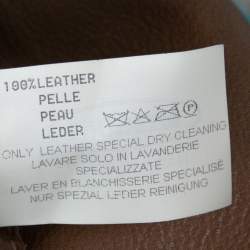 100%LEATHER
PELLE
PEAU
LEDER
ONLY LEATHER SPECIAL DRY CLEANING
LAVARE SOLO IN LAVANDERIE
SPECIALIZZATE
LAVER EN BLANCHISSERIE SPECIALISE
NUR SPEZIAL LEDER REINIGUNG